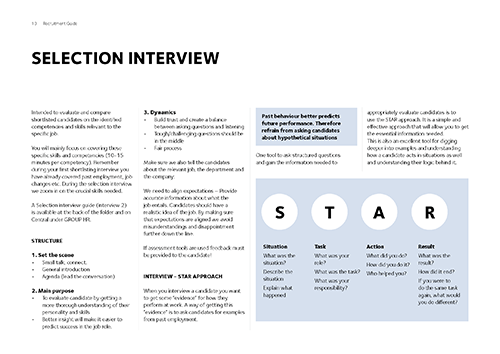 10 Recruitment Guide
SELECTION INTERVIEW
Intended to evaluate and compare
shortlisted candidates on the identified
competencies and skills relevant to the
specific job.
You will mainly focus on covering these
specific skills and competencies (10-15
minutes per competency). Remember
during your first shortlisting interview you
have already covered past employment, job
changes etc. During the selection interview
we zoom in on the crucial skills needed.
A Selection interview guide (Interview 2)
is available at the back of the folder and on
Central under GROUP HR.
STRUCTURE
1. Set the scene
• Small talk, connect.
• General introduction
• Agenda (lead the conversation)
2. Main purpose
• To evaluate candidate by getting a
more thorough understanding of their
personality and skills
• Better insight will make it easier to
predict success in the job role.
3. Dynamics
• Build trust and create a balance
between asking questions and listening
• Tough/challenging questions should be
in the middle
• Fair process
Make sure we also tell the candidates
about the relevant job, the department and
the company.
We need to align expectations – Provide
accurate information about what the
job entails. Candidates should have a
realistic idea of the job. By making sure
that expectations are aligned we avoid
misunderstandings and disappointment
further down the line.
If assessment tools are used feedback must
be provided to the candidate!
INTERVIEW – STAR APPROACH
When you interview a candidate you want
to get some "evidence" for how they
perform at work. A way of getting this
"evidence" is to ask candidates for examples
from past employment.
Past behaviour better predicts
future performance. Therefore
refrain from asking candidates
about hypothetical situations
One tool to ask structured questions
and gain the information needed to
appropriately evaluate candidates is to
use the STAR approach. It is a simple and
effective approach that will allow you to get
the essential information needed.
This is also an excellent tool for digging
deeper into examples and understanding
how a candidate acts in situations as well
and understanding their logic behind it.
S T A R
Situation
What was the
situation?
Describe the
situation
Explain what
happened
Task
What was your
role?
What was the task?
What was your
responsibility?
Action
What did you do?
How did you do it?
Who helped you?
Result
What was the
result?
How did it end?
If you were to
do the same task
again, what would
you do different?